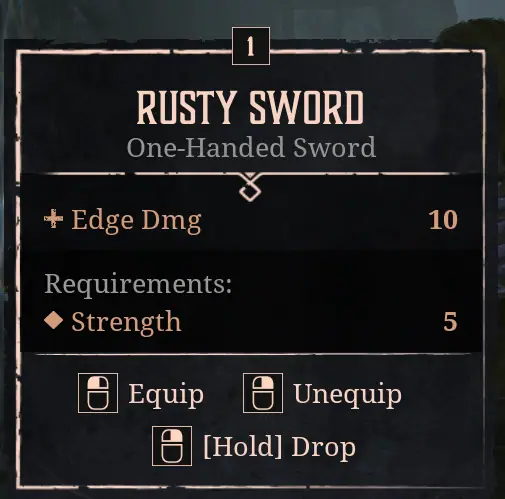 1
RUSTY SWORD
One-Handed Sword
Edge Dmg 10
Requirements:
Strength 5
Equip Unequip
[Hold] Drop